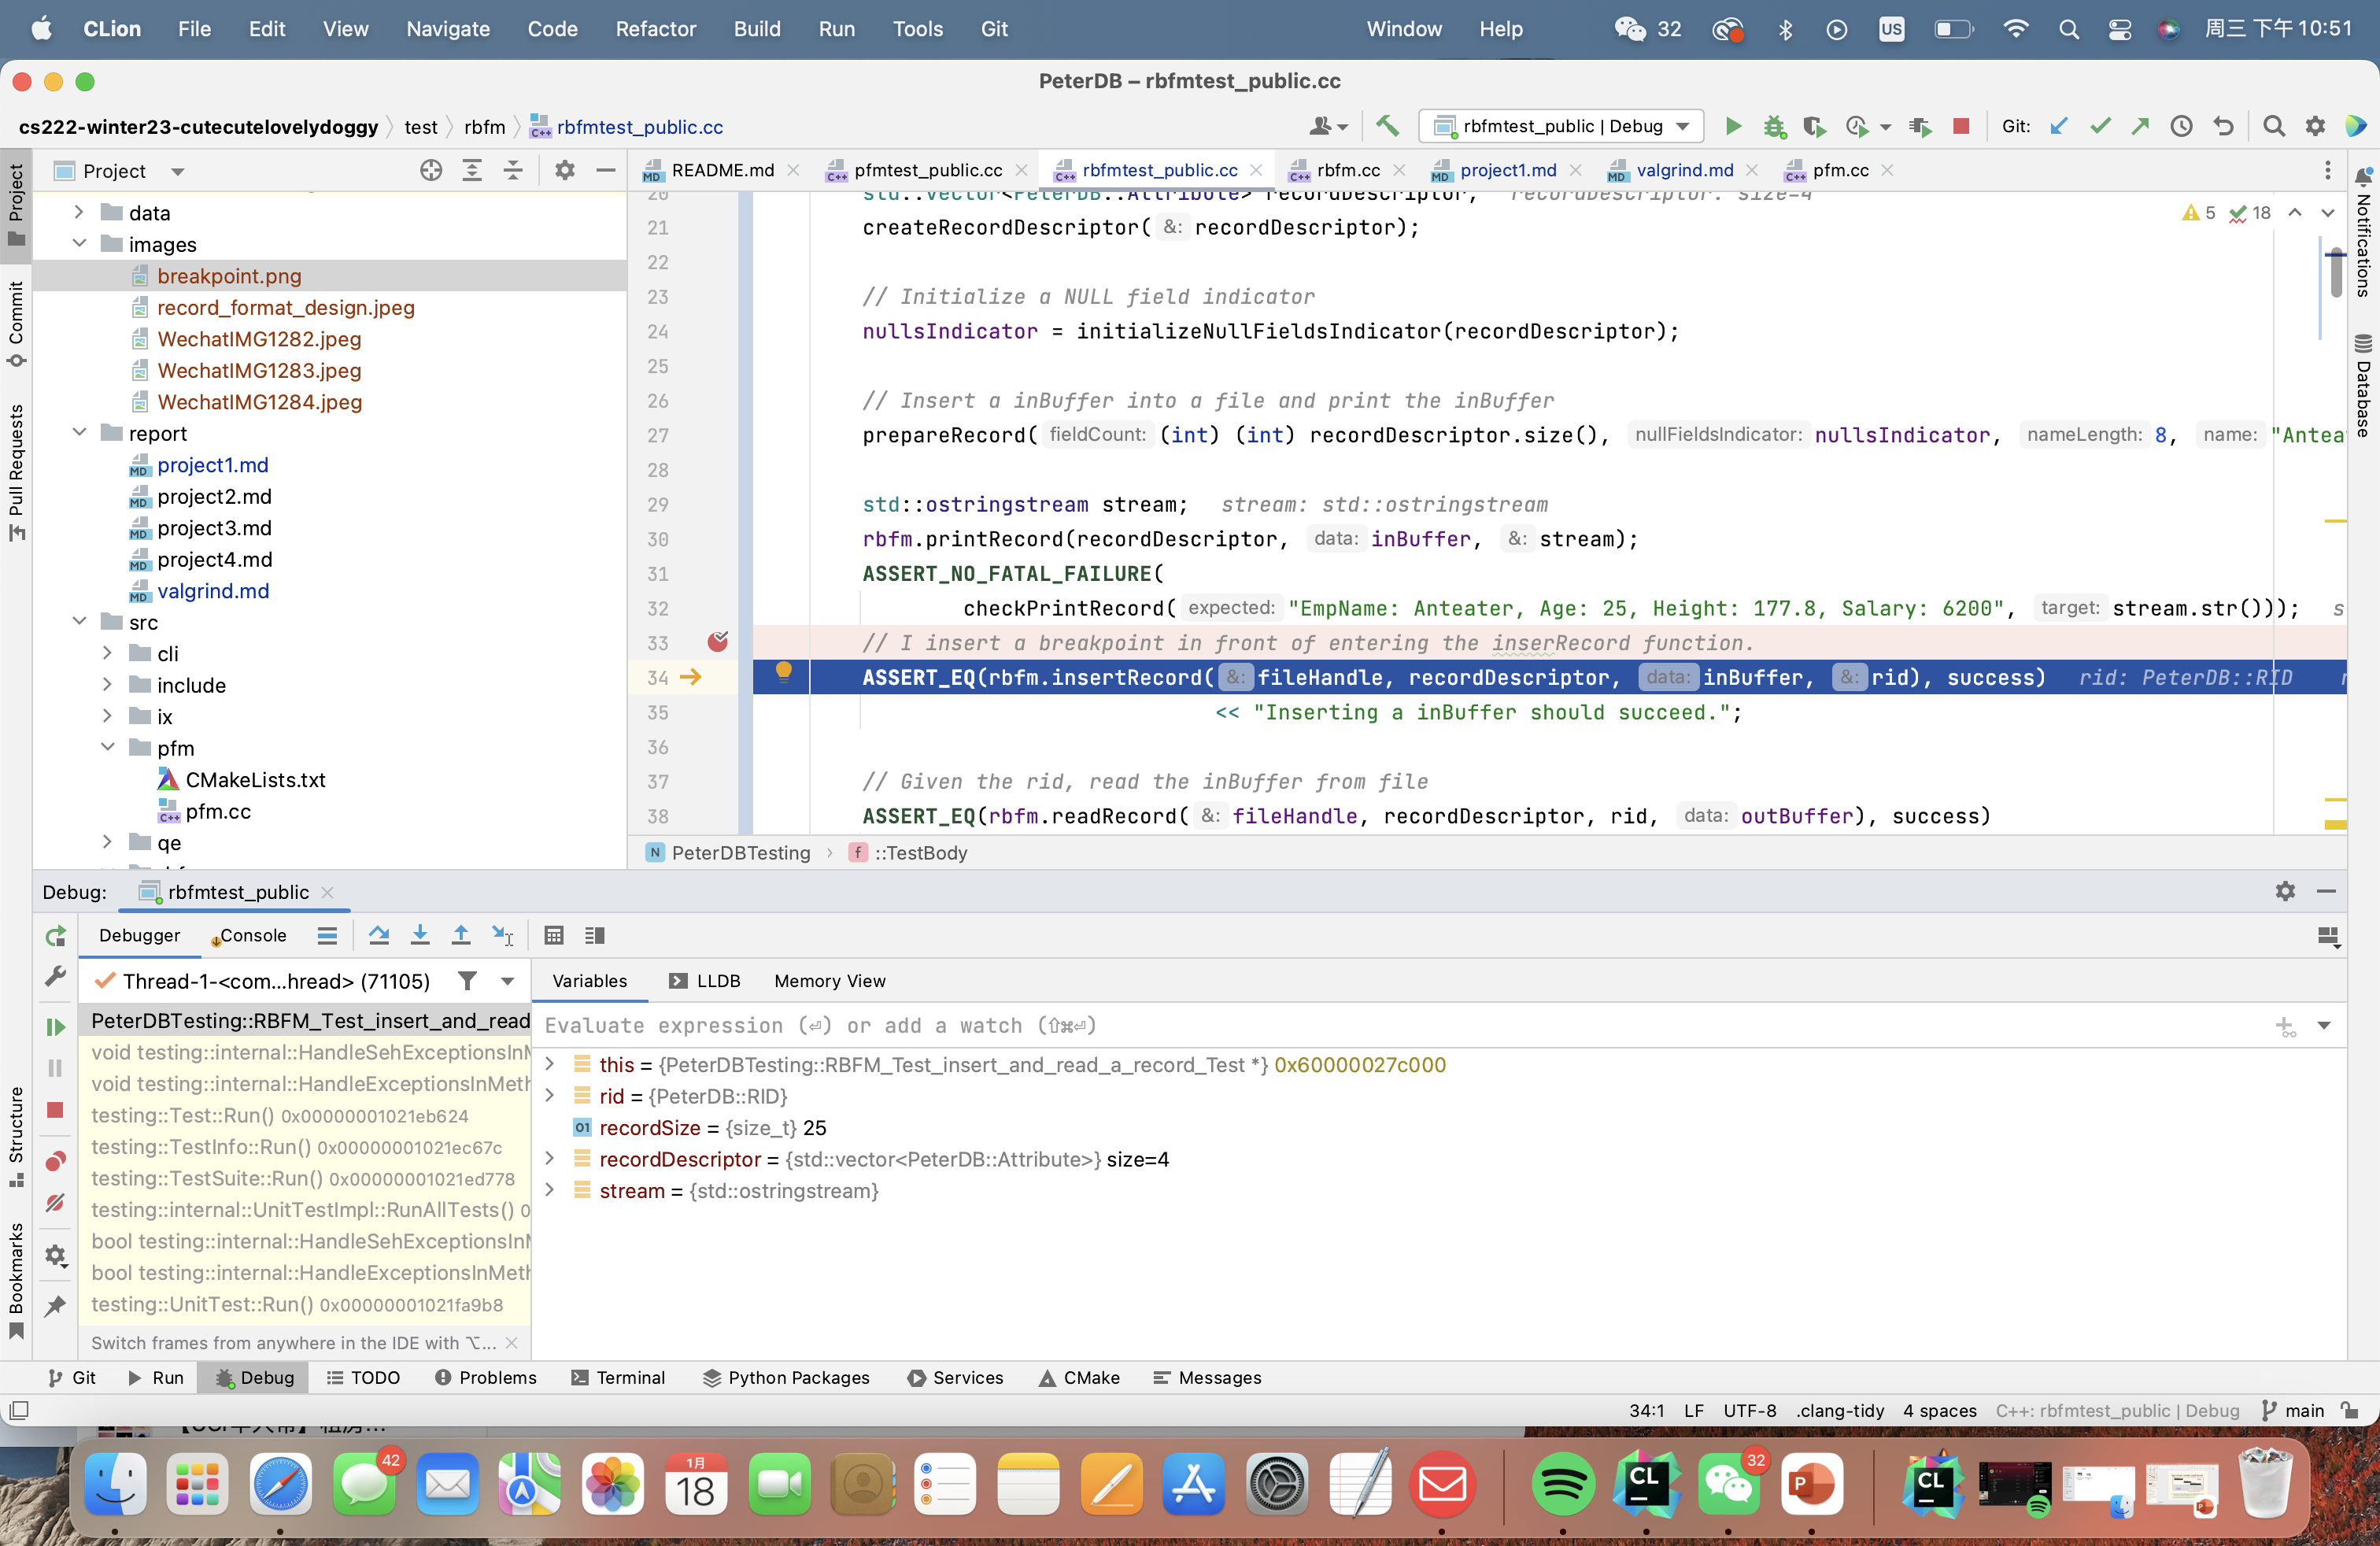 CLion File Edit View Navigate Code Refactor Build Run Tools Git Window Help 32 US 周三 下午10:51
PeterDB – rbfmtest_public.cc
cs222-winter23-cutecutelovelydoggy test rbfm rbfmtest_public.cc rbfmtest_public | Debug Git:
Project README.md pfmtest_public.cc rbfmtest_public.cc rbfm.cc project1.md valgrind.md pfm.cc
Project
Commit
Pull Requests
Structure
Bookmarks
Notifications
Database
data
images
breakpoint.png
record_format_design.jpeg
WechatIMG1282.jpeg
WechatIMG1283.jpeg
WechatIMG1284.jpeg
report
project1.md
project2.md
project3.md
project4.md
valgrind.md
src
cli
include
ix
pfm
CMakeLists.txt
pfm.cc
qe
5 18
20 std::vector<PeterDB::Attribute> recordDescriptor; recordDescriptor: size=4
21 createRecordDescriptor( &: recordDescriptor);
22
23 // Initialize a NULL field indicator
24 nullsIndicator = initializeNullFieldsIndicator(recordDescriptor);
25
26 // Insert a inBuffer into a file and print the inBuffer
27 prepareRecord( fieldCount: (int) (int) recordDescriptor.size(), nullFieldsIndicator: nullsIndicator, nameLength: 8, name: "Antea
28
29 std::ostringstream stream; stream: std::ostringstream
30 rbfm.printRecord(recordDescriptor, data: inBuffer, &: stream);
31 ASSERT_NO_FATAL_FAILURE(
32 checkPrintRecord( expected: "EmpName: Anteater, Age: 25, Height: 177.8, Salary: 6200", target: stream.str())); s
33 // I insert a breakpoint in front of entering the inserRecord function.
34 ASSERT_EQ(rbfm.insertRecord( &: fileHandle, recordDescriptor, data: inBuffer, &: rid), success) rid: PeterDB::RID
35 << "Inserting a inBuffer should succeed.";
36
37 // Given the rid, read the inBuffer from file
38 ASSERT_EQ(rbfm.readRecord( &: fileHandle, recordDescriptor, rid, data: outBuffer), success)
N PeterDBTesting f ::TestBody
Debug: rbfmtest_public
Debugger Console
Thread-1-<com...hread> (71105)
PeterDBTesting::RBFM_Test_insert_and_read
void testing::internal::HandleSehExceptionsInM
void testing::internal::HandleExceptionsInMeth
testing::Test::Run() 0x00000001021eb624
testing::TestInfo::Run() 0x00000001021ec67c
testing::TestSuite::Run() 0x00000001021ed778
testing::internal::UnitTestImpl::RunAllTests() 0
bool testing::internal::HandleSehExceptionsInM
bool testing::internal::HandleExceptionsInMeth
testing::UnitTest::Run() 0x00000001021fa9b8
Switch frames from anywhere in the IDE with ⌥...
Variables LLDB Memory View
Evaluate expression (⏎) or add a watch (⇧⌘⏎)
this = {PeterDBTesting::RBFM_Test_insert_and_read_a_record_Test *} 0x60000027c000
rid = {PeterDB::RID}
01 recordSize = {size_t} 25
recordDescriptor = {std::vector<PeterDB::Attribute>} size=4
stream = {std::ostringstream}
Git Run Debug TODO Problems Terminal Python Packages Services CMake Messages
34:1 LF UTF-8 .clang-tidy 4 spaces C++: rbfmtest_public | Debug main
42 1月 18 CL 32 P CL